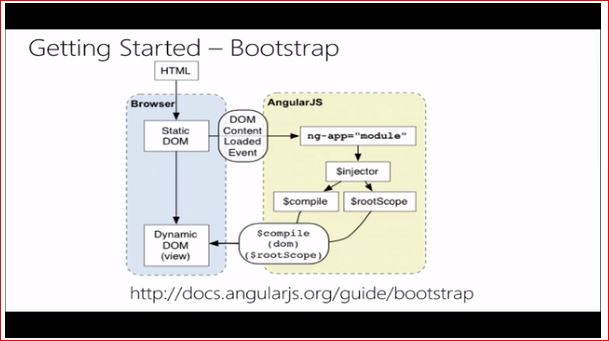 Getting Started – Bootstrap
HTML
Browser
AngularJS
Static
DOM
DOM
Content
Loaded
Event
ng-app="module"
$injector
$compile
$rootScope
Dynamic
DOM
(view)
$compile
(dom)
($rootScope)
http://docs.angularjs.org/guide/bootstrap